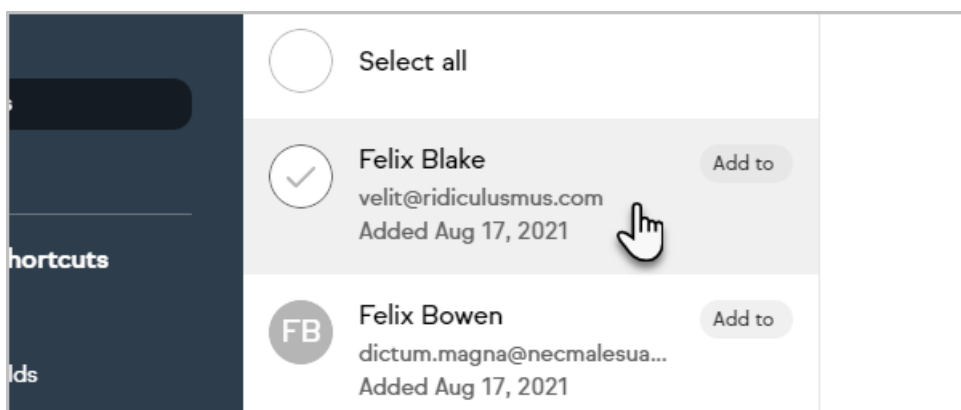 Select all
Felix Blake
Add to
velit@ridiculusmus.com
Added Aug 17, 2021
hortcuts
FB
Felix Bowen
Add to
dictum.magna@necmalesua...
lds
Added Aug 17, 2021